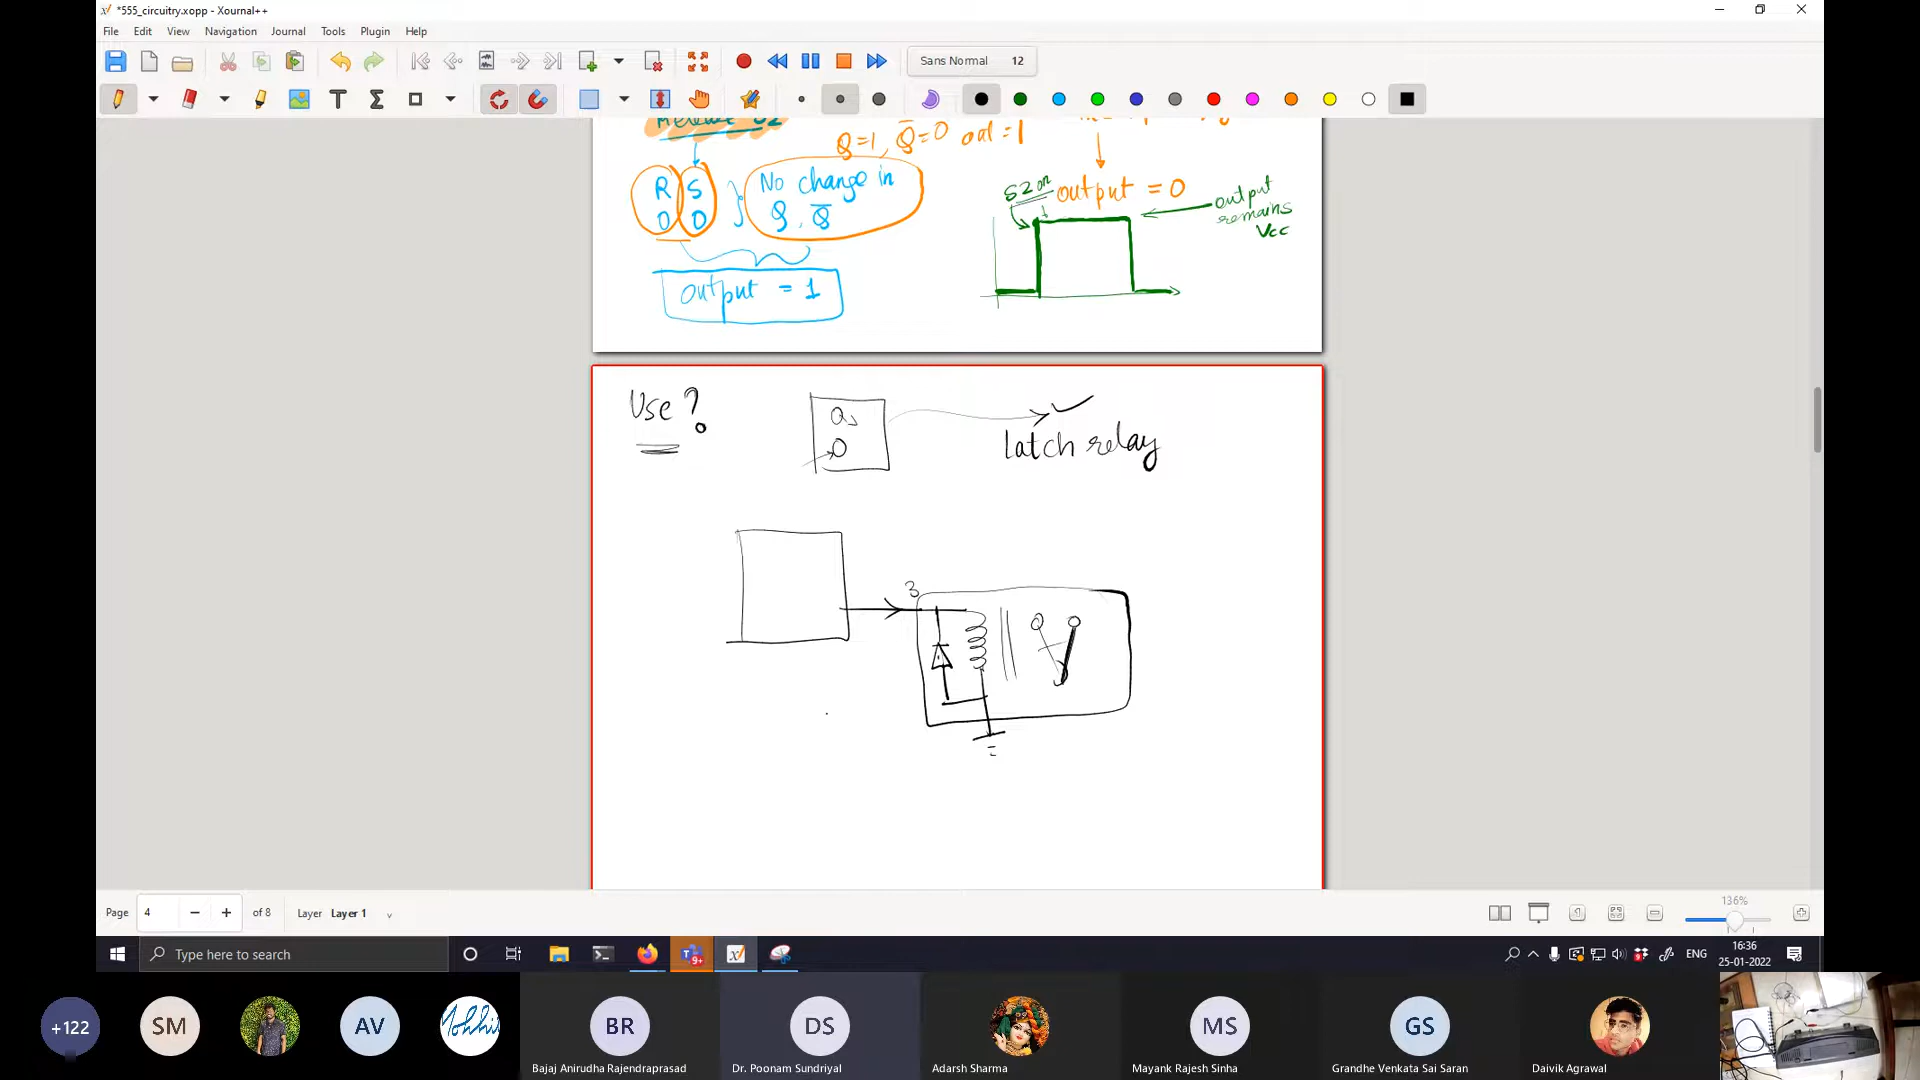 *555_circuitry.xopp - Xournal++
File Edit View Navigation Journal Tools Plugin Help
Sans Normal 12
Release S2
Q=1, Q̅=0 out = 1
R S
0 0
No change in
Q, Q̅
output = 1
S2 on
output = 0
output
remains
Vcc
Use?
latch relay
3
Page 4 of 8 Layer Layer 1
136%
Type here to search
9+
ENG
16:36
25-01-2022
+122
SM
AV
BR
DS
MS
GS
Bajaj Anirudha Rajendraprasad
Dr. Poonam Sundriyal
Adarsh Sharma
Mayank Rajesh Sinha
Grandhe Venkata Sai Saran
Daivik Agrawal